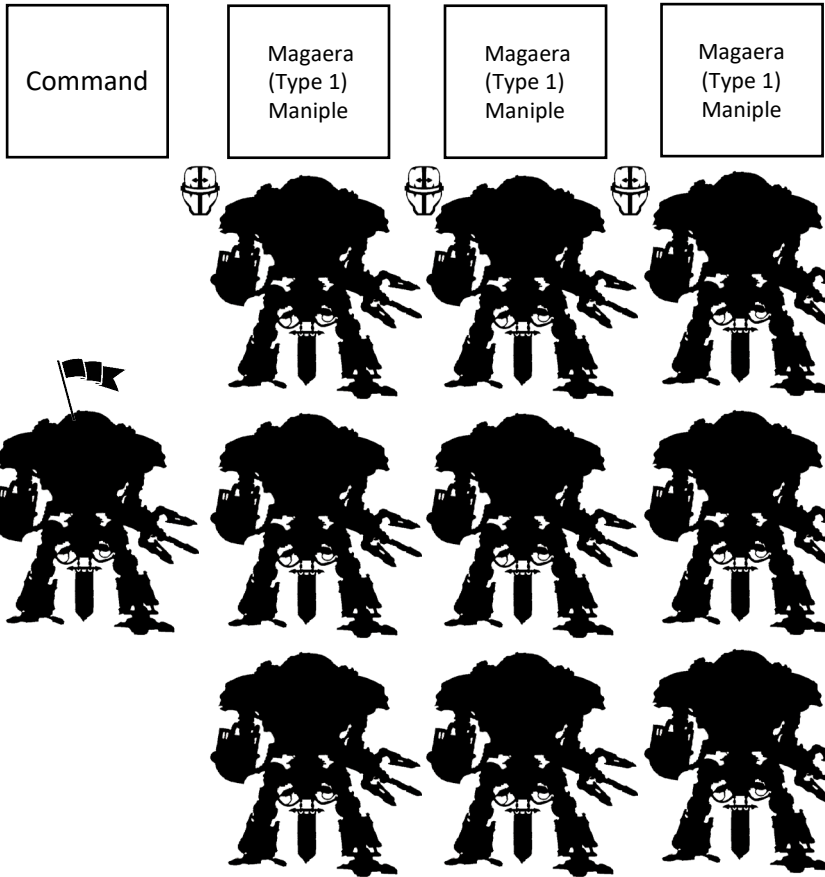 Command
Magaera
(Type 1)
Maniple
Magaera
(Type 1)
Maniple
Magaera
(Type 1)
Maniple